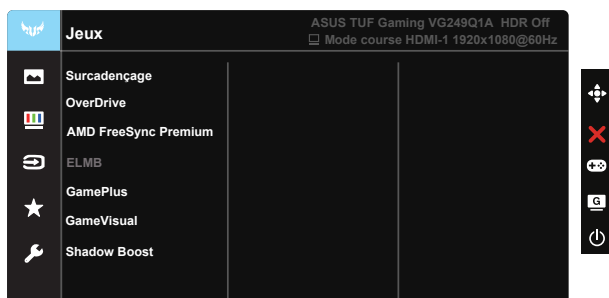 Jeux
ASUS TUF Gaming VG249Q1A HDR Off
Mode course HDMI-1 1920x1080@60Hz
Surcadençage
OverDrive
AMD FreeSync Premium
ELMB
GamePlus
GameVisual
Shadow Boost
G